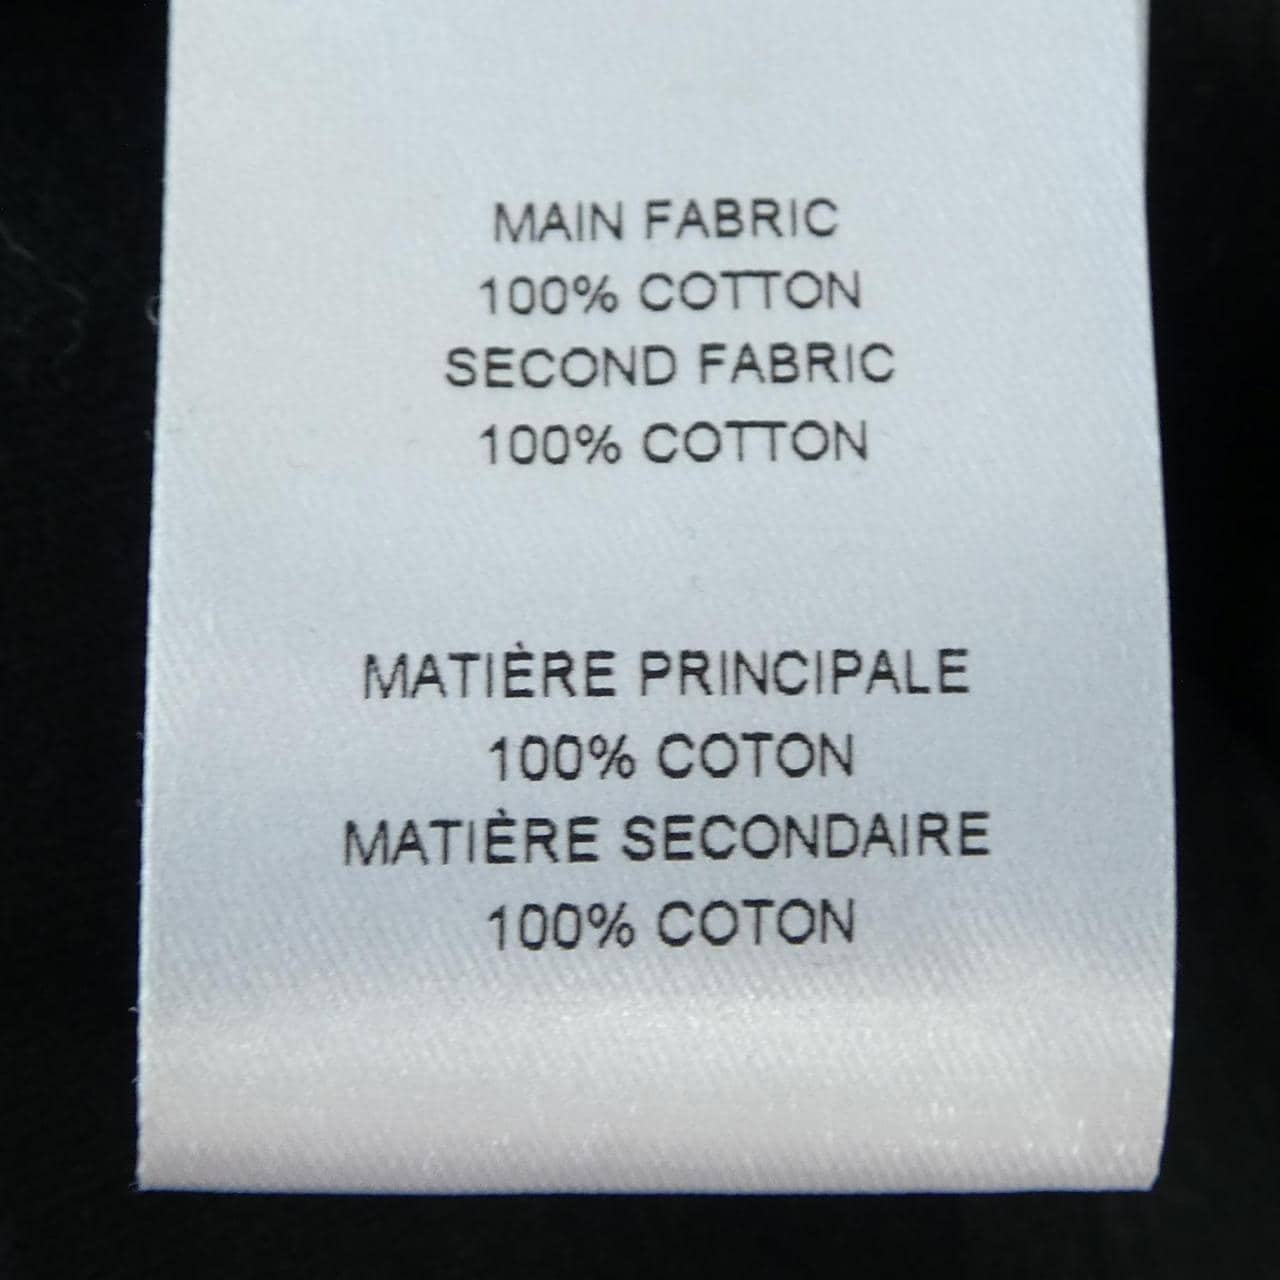 MAIN FABRIC
100% COTTON
SECOND FABRIC
100% COTTON
MATIÈRE PRINCIPALE
100% COTON
MATIÈRE SECONDAIRE
100% COTON